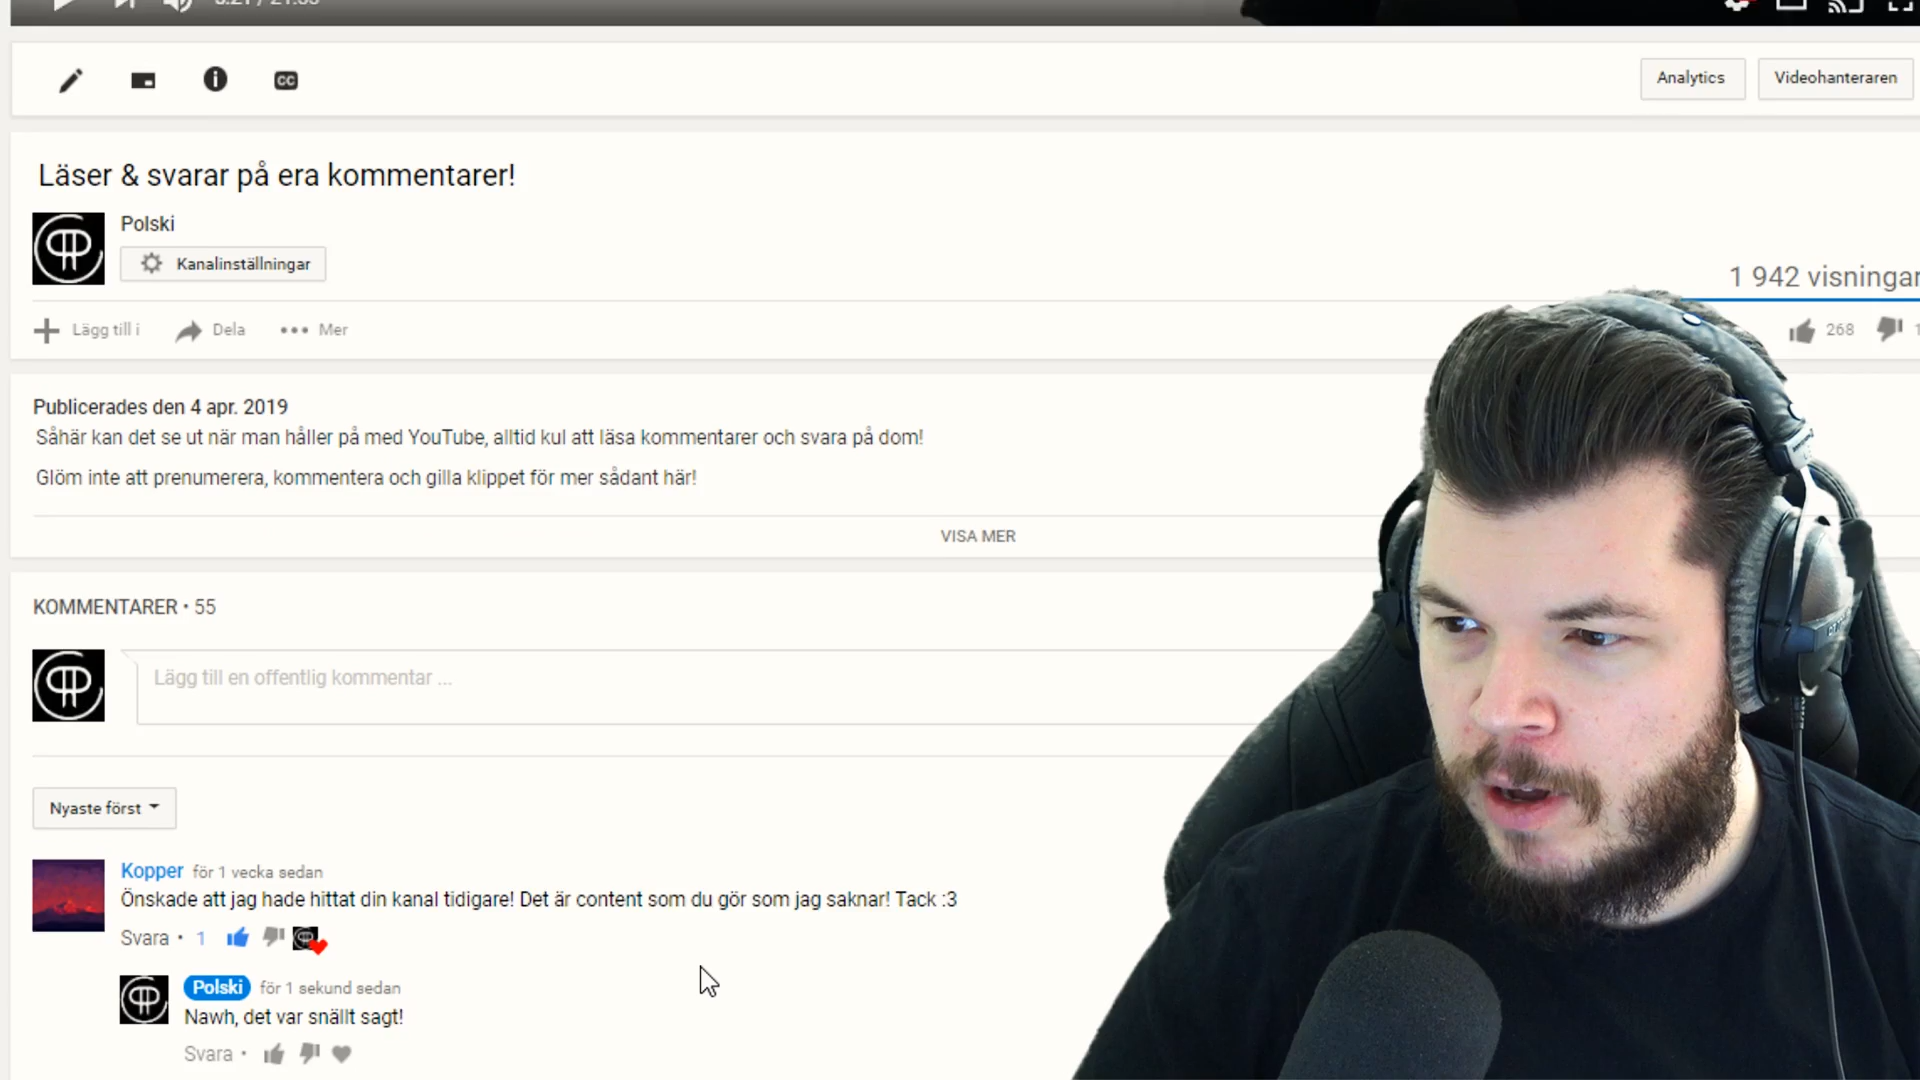 Analytics
Videohanteraren
Läser & svarar på era kommentarer!
Polski
Kanalinställningar
1 942 visningar
Lägg till i
Dela
Mer
268
Publicerades den 4 apr. 2019
Såhär kan det se ut när man håller på med YouTube, alltid kul att läsa kommentarer och svara på dom!
Glöm inte att prenumerera, kommentera och gilla klippet för mer sådant här!
VISA MER
KOMMENTARER • 55
Lägg till en offentlig kommentar ...
Nyaste först
Kopper för 1 vecka sedan
Önskade att jag hade hittat din kanal tidigare! Det är content som du gör som jag saknar! Tack :3
Svara • 1
Polski för 1 sekund sedan
Nawh, det var snällt sagt!
Svara •